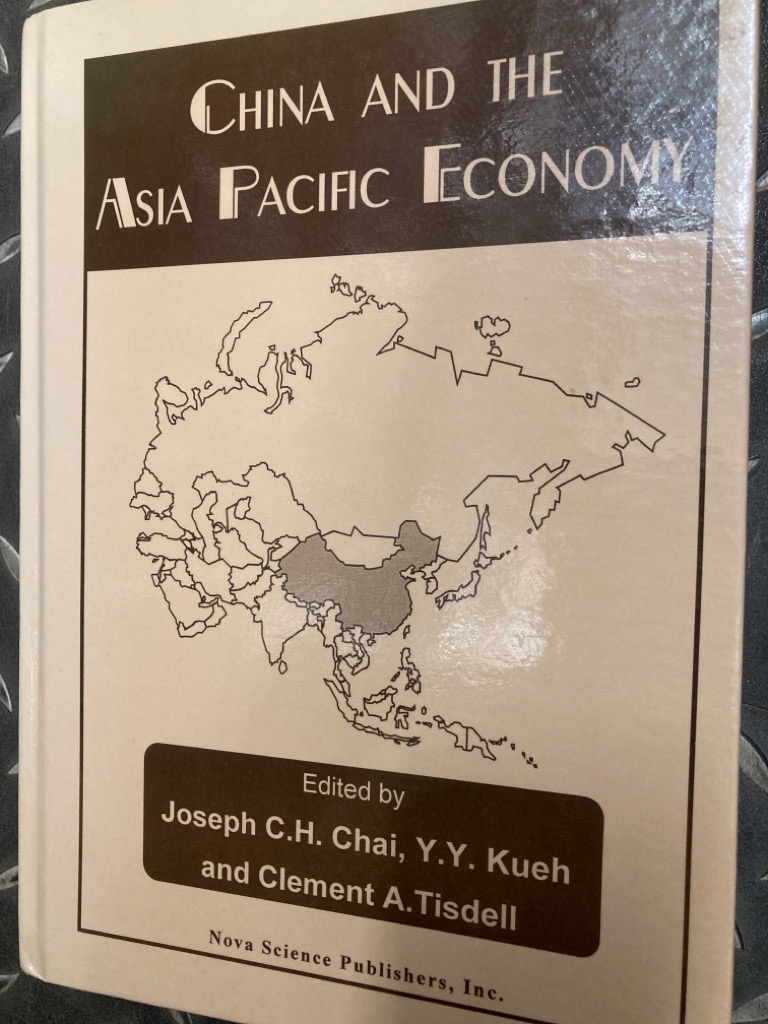 CHINA AND THE
ASIA PACIFIC ECONOMY
Edited by
Joseph C.H. Chai, Y.Y. Kueh
and Clement A.Tisdell
Nova Science Publishers, Inc.